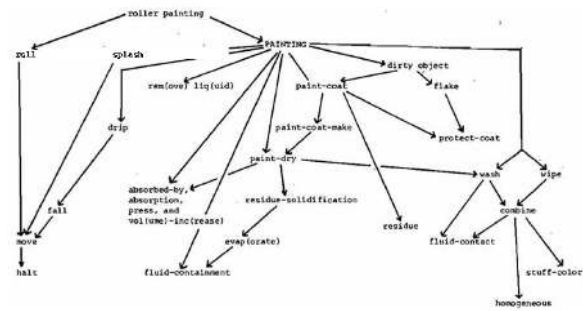 roller painting
roll
splash
PAINTING
dirty object
rem(ove) liq(uid)
paint-coat
flake
drip
paint-coat-make
protect-coat
paint-dry
wash
wipe
absorbed-by,
absorption,
press, and
vol(ume)-inc(rease)
residue-solidification
fall
combine
residue
move
evap(orate)
fluid-contact
halt
fluid-containment
stuff-color
homogeneous